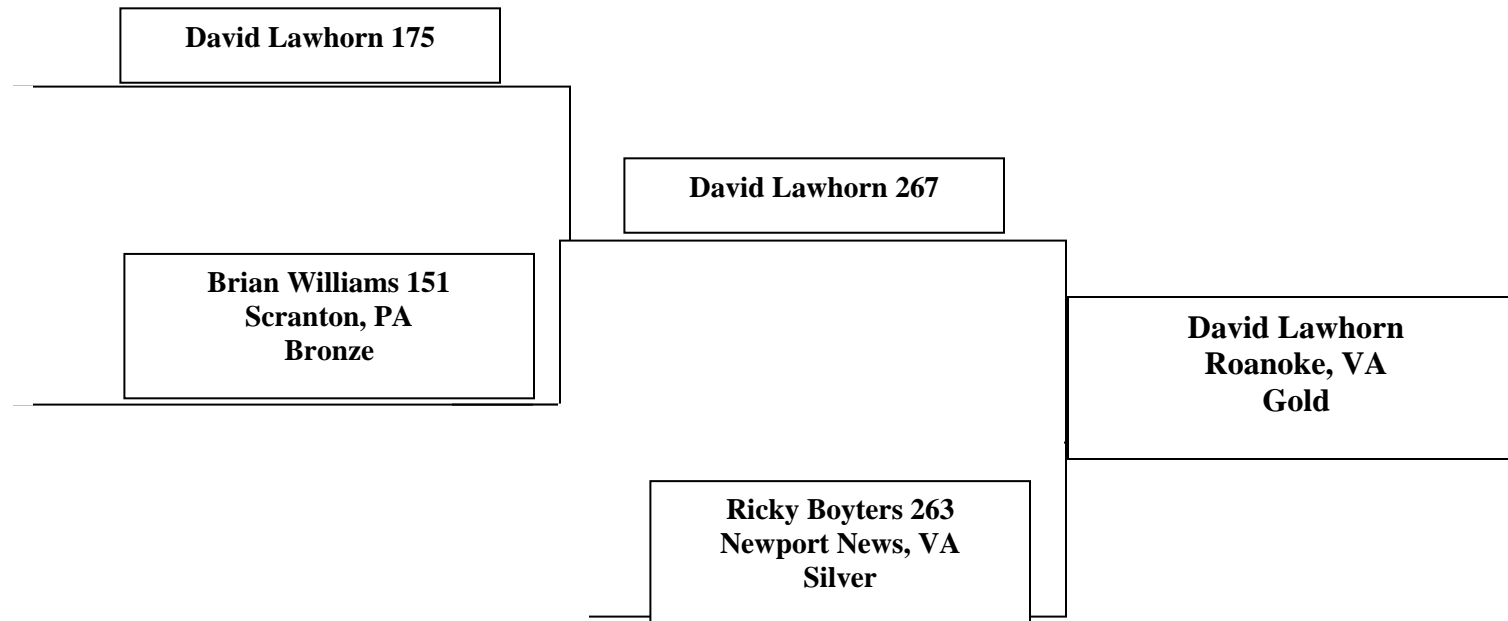 David Lawhorn 175
David Lawhorn 267
Brian Williams 151
Scranton, PA
Bronze
David Lawhorn
Roanoke, VA
Gold
Ricky Boyters 263
Newport News, VA
Silver